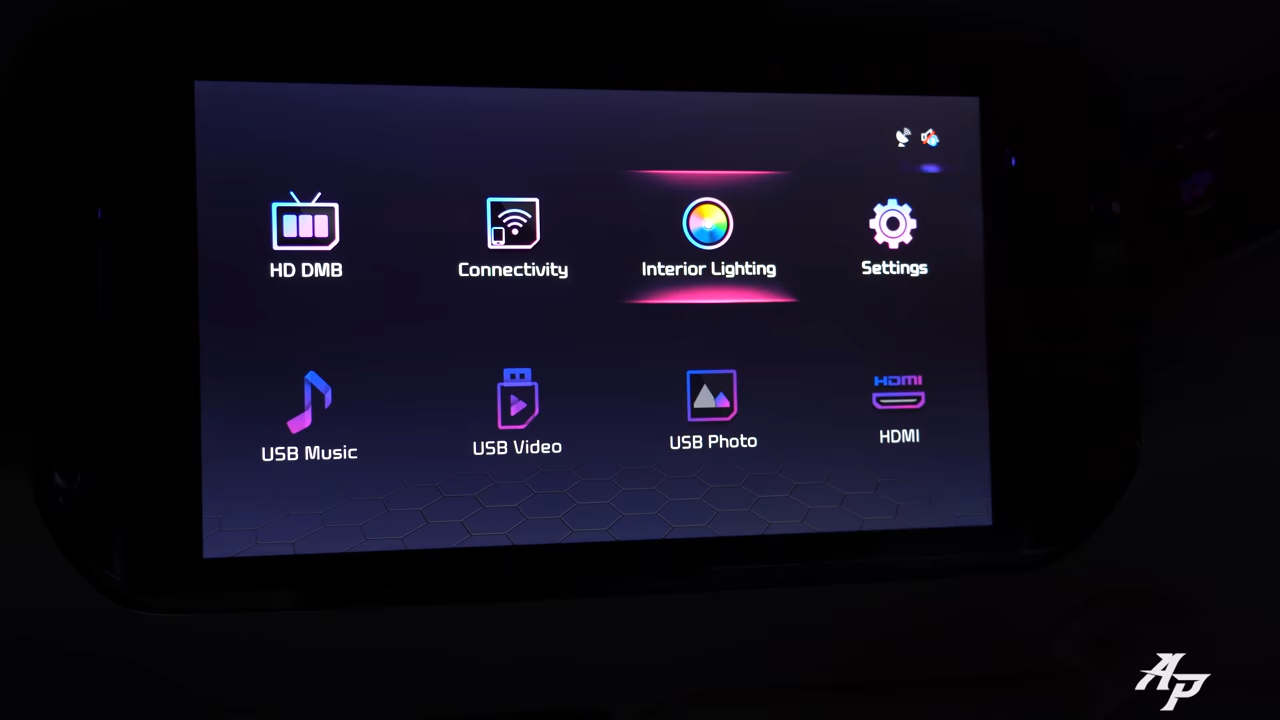 HD DMB
Connectivity
Interior Lighting
Settings
USB Music
USB Video
USB Photo
HDMI
HDMI
AP